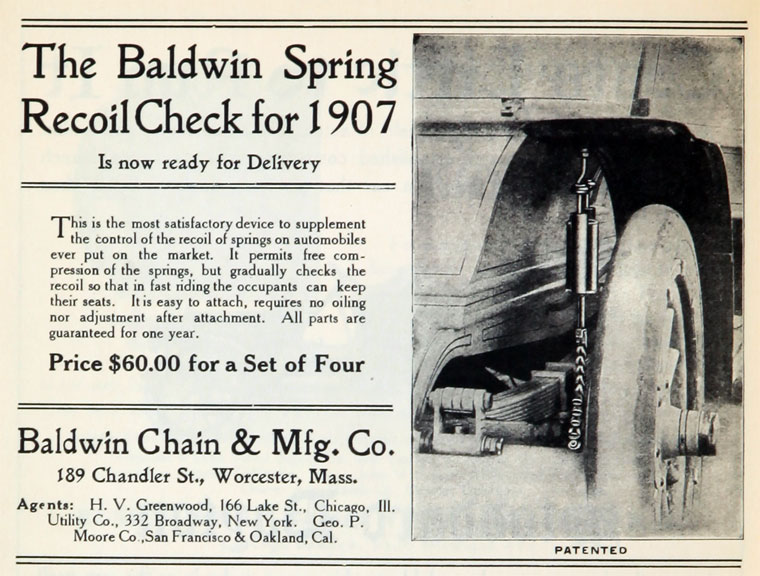 The Baldwin Spring
Recoil Check for 1907
Is now ready for Delivery
This is the most satisfactory device to supplement
the control of the recoil of springs on automobiles
ever put on the market. It permits free com-
pression of the springs, but gradually checks the
recoil so that in fast riding the occupants can keep
their seats. It is easy to attach, requires no oiling
nor adjustment after attachment. All parts are
guaranteed for one year.
Price $60.00 for a Set of Four
Baldwin Chain & Mfg. Co.
189 Chandler St., Worcester, Mass.
Agents: H. V. Greenwood, 166 Lake St., Chicago, Ill.
Utility Co., 332 Broadway, New York. Geo. P.
Moore Co., San Francisco & Oakland, Cal.
PATENTED